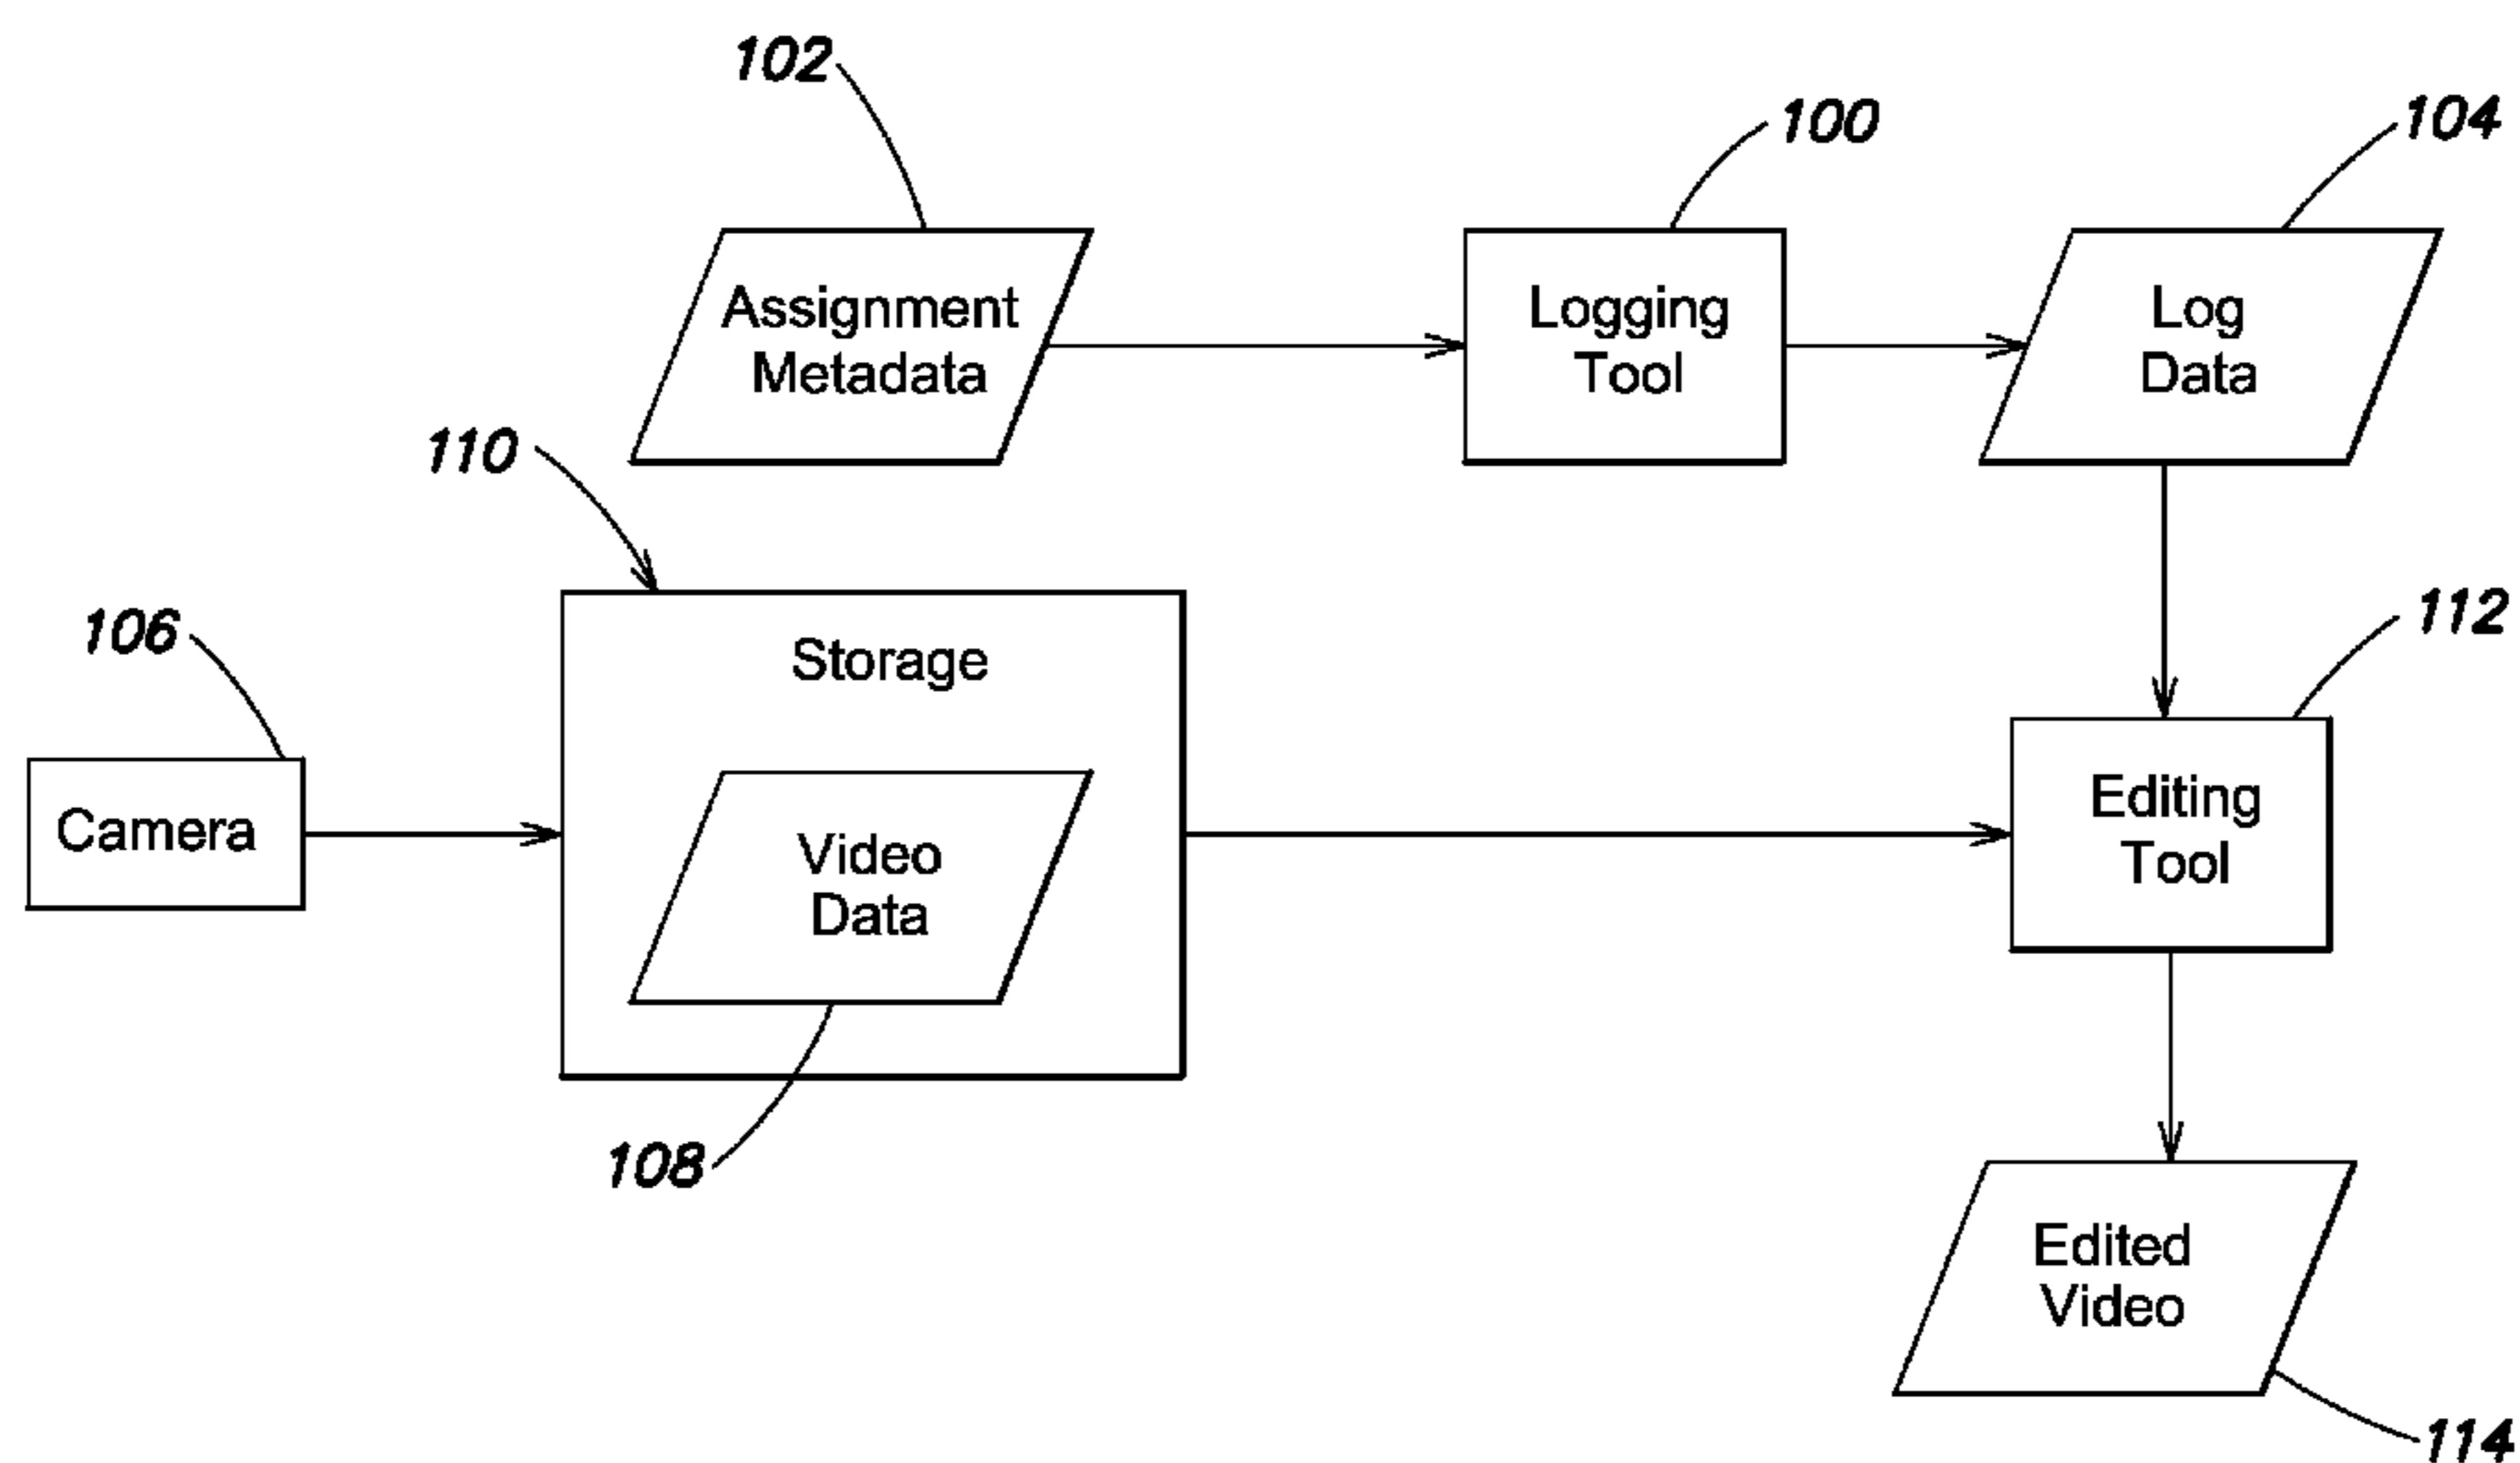 102
100
104
Assignment
Metadata
Logging
Tool
Log
Data
110
106
Storage
112
Camera
Video
Data
Editing
Tool
108
Edited
Video
114